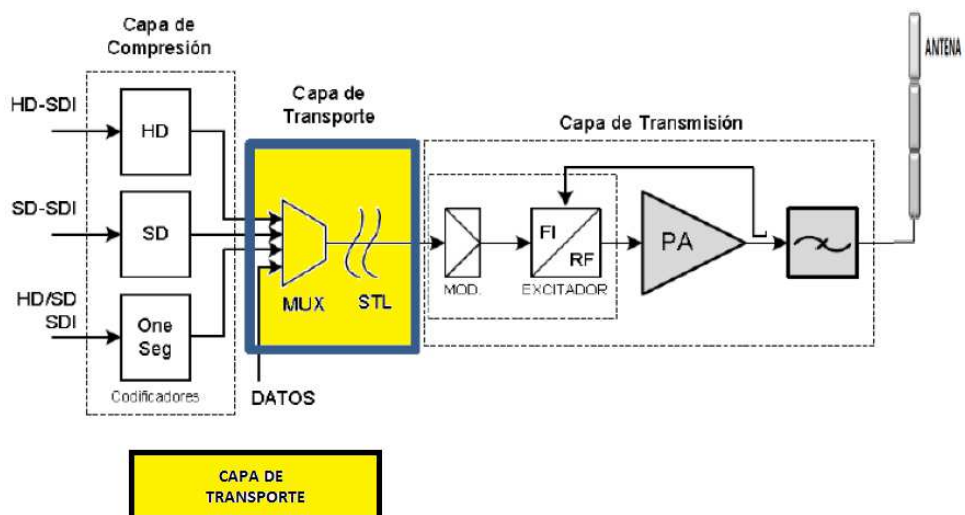 Capa de
Compresión
HD-SDI
HD
SD-SDI
SD
HD/SD
SDI
One
Seg
Codificadores
Capa de
Transporte
MUX
STL
DATOS
Capa de Transmisión
MOD.
FI
RF
EXCITADOR
PA
ANTENA
CAPA DE
TRANSPORTE